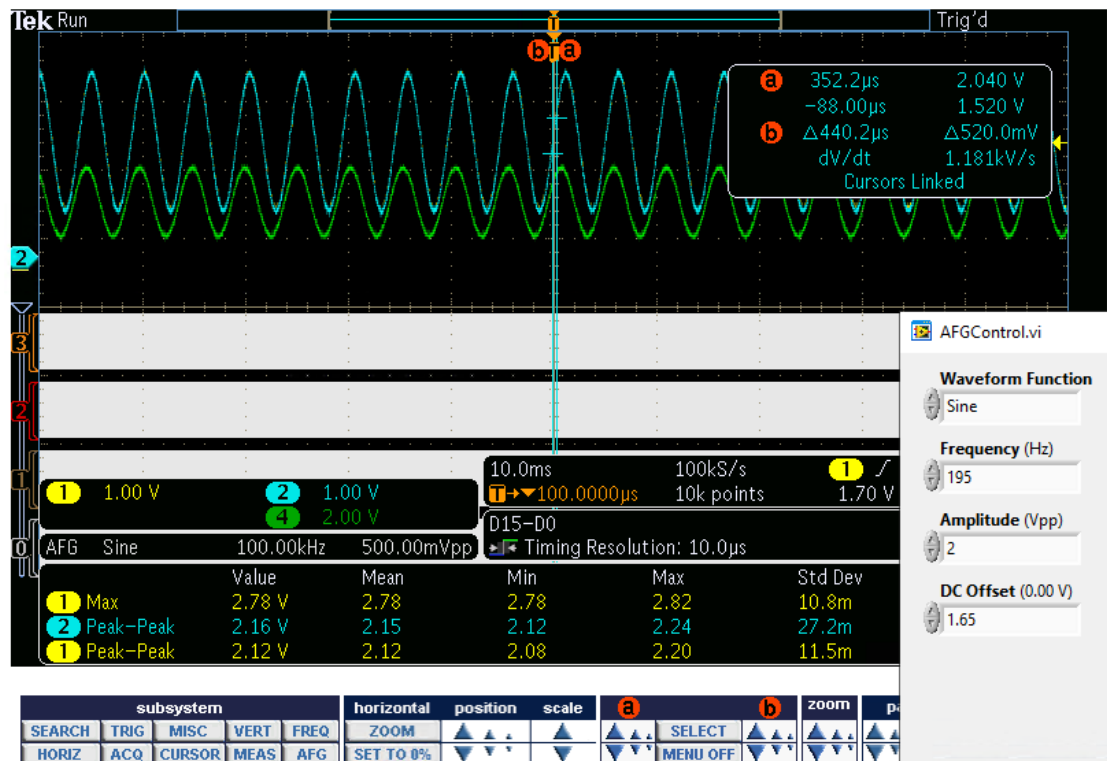 Tek Run Trig'd
T
b T a
a 352.2µs 2.040 V
−88.00µs 1.520 V
b Δ440.2µs Δ520.0mV
dV/dt 1.181kV/s
Cursors Linked
2
3
2
1
0
1 1.00 V 2 1.00 V
4 2.00 V
10.0ms 100kS/s 1
T→▼100.0000µs 10k points 1.70 V
D15−D0
Timing Resolution: 10.0µs
AFG Sine 100.00kHz 500.00mVpp
Value Mean Min Max Std Dev
1 Max 2.78 V 2.78 2.78 2.82 10.8m
2 Peak−Peak 2.16 V 2.15 2.12 2.24 27.2m
1 Peak−Peak 2.12 V 2.12 2.08 2.20 11.5m
AFGControl.vi
Waveform Function
Sine
Frequency (Hz)
195
Amplitude (Vpp)
2
DC Offset (0.00 V)
1.65
subsystem horizontal position scale a b zoom
SEARCH TRIG MISC VERT FREQ ZOOM SELECT
HORIZ ACQ CURSOR MEAS AFG SET TO 0% MENU OFF